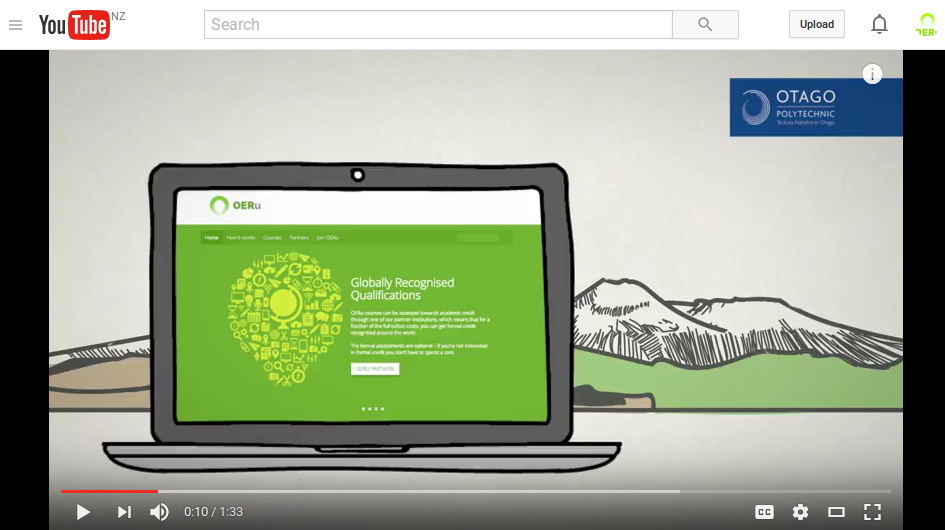 YouTube NZ
Search
Upload
OERu
i
OTAGO
POLYTECHNIC
Te Kura Matatini ki Otago
OERu
Home How it works Courses Partners Join OERu
Globally Recognised
Qualifications
OERu courses can be assessed towards academic credit
through one of our partner institutions, which means that for a
fraction of the full tuition costs, you can get formal credit
recognised around the world.
The formal assessments are optional - if you're not interested
in formal credit you don't have to spend a cent.
OERU PARTNERS
0:10 / 1:33
CC